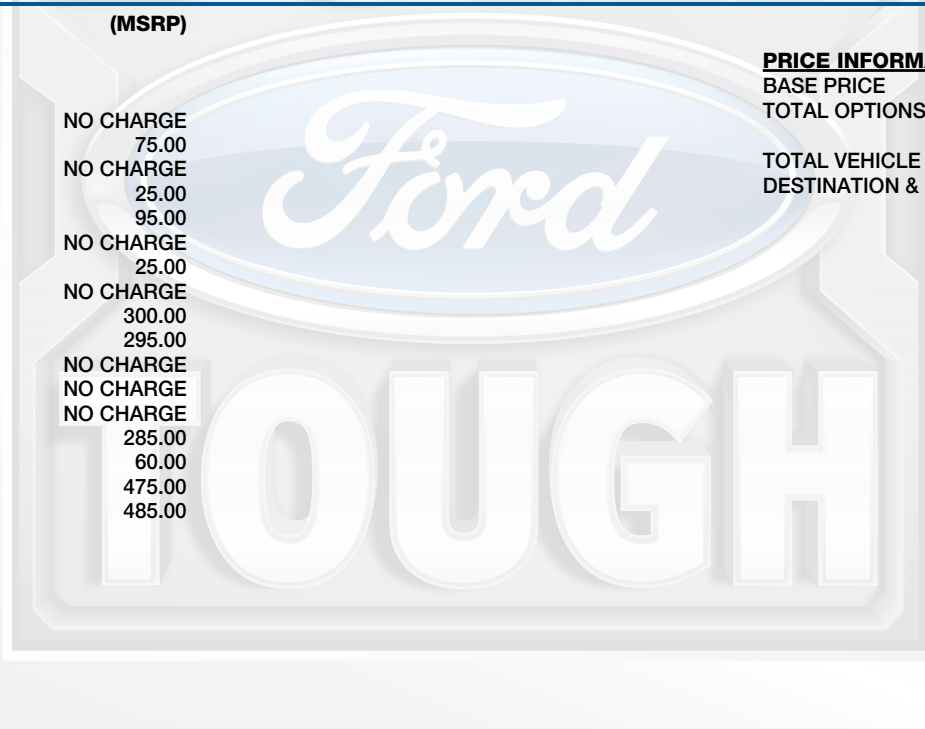 (MSRP)
NO CHARGE
75.00
NO CHARGE
25.00
95.00
NO CHARGE
25.00
NO CHARGE
300.00
295.00
NO CHARGE
NO CHARGE
NO CHARGE
285.00
60.00
475.00
485.00
PRICE INFORMA
BASE PRICE
TOTAL OPTIONS
TOTAL VEHICLE
DESTINATION &
Ford
TOUGH